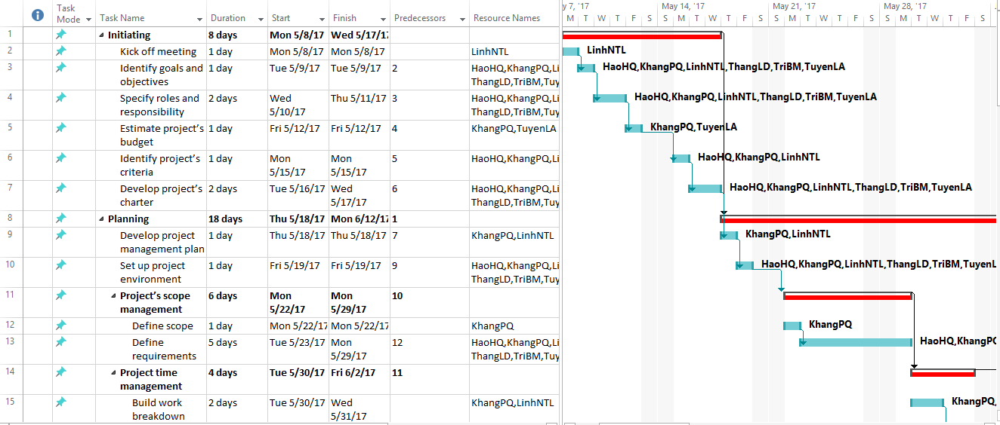 Task
Mode
Task Name
Duration
Start
Finish
Predecessors
Resource Names
y 7, '17
May 14, '17
May 21, '17
May 28, '17
M T W T F S S M T W T F S S M T W T F S S M T W T F S
1 Initiating 8 days Mon 5/8/17 Wed 5/17/17
2 Kick off meeting 1 day Mon 5/8/17 Mon 5/8/17 LinhNTL
3 Identify goals and 1 day Tue 5/9/17 Tue 5/9/17 2 HaoHQ,KhangPQ,Li
objectives ThangLD,TriBM,Tuy
4 Specify roles and 2 days Wed Thu 5/11/17 3 HaoHQ,KhangPQ,Li
responsibility 5/10/17 ThangLD,TriBM,Tuy
5 Estimate project's 1 day Fri 5/12/17 Fri 5/12/17 4 KhangPQ,TuyenLA
budget
6 Identify project's 1 day Mon Mon 5 HaoHQ,KhangPQ,Li
criteria 5/15/17 5/15/17
7 Develop project's 2 days Tue 5/16/17 Wed 6 HaoHQ,KhangPQ,Li
charter 5/17/17 ThangLD,TriBM,Tuy
8 Planning 18 days Thu 5/18/17 Mon 6/12/17 1
9 Develop project 1 day Thu 5/18/17 Thu 5/18/17 7 KhangPQ,LinhNTL
management plan
10 Set up project 1 day Fri 5/19/17 Fri 5/19/17 9 HaoHQ,KhangPQ,Li
environment ThangLD,TriBM,Tuy
11 Project's scope 6 days Mon Mon 10
management 5/22/17 5/29/17
12 Define scope 1 day Mon 5/22/17 Mon 5/22/17 KhangPQ
13 Define 5 days Tue 5/23/17 Mon 12 HaoHQ,KhangPQ,Li
requirements 5/29/17 ThangLD,TriBM,Tuy
14 Project time 4 days Tue 5/30/17 Fri 6/2/17 11
management
15 Build work 2 days Tue 5/30/17 Wed KhangPQ,LinhNTL
breakdown 5/31/17
LinhNTL
HaoHQ,KhangPQ,LinhNTL,ThangLD,TriBM,TuyenLA
HaoHQ,KhangPQ,LinhNTL,ThangLD,TriBM,TuyenLA
KhangPQ,TuyenLA
HaoHQ,KhangPQ,LinhNTL
HaoHQ,KhangPQ,LinhNTL,ThangLD,TriBM,TuyenLA
KhangPQ,LinhNTL
HaoHQ,KhangPQ,LinhNTL,ThangLD,TriBM,TuyenL
KhangPQ
HaoHQ,KhangPQ
KhangPQ,